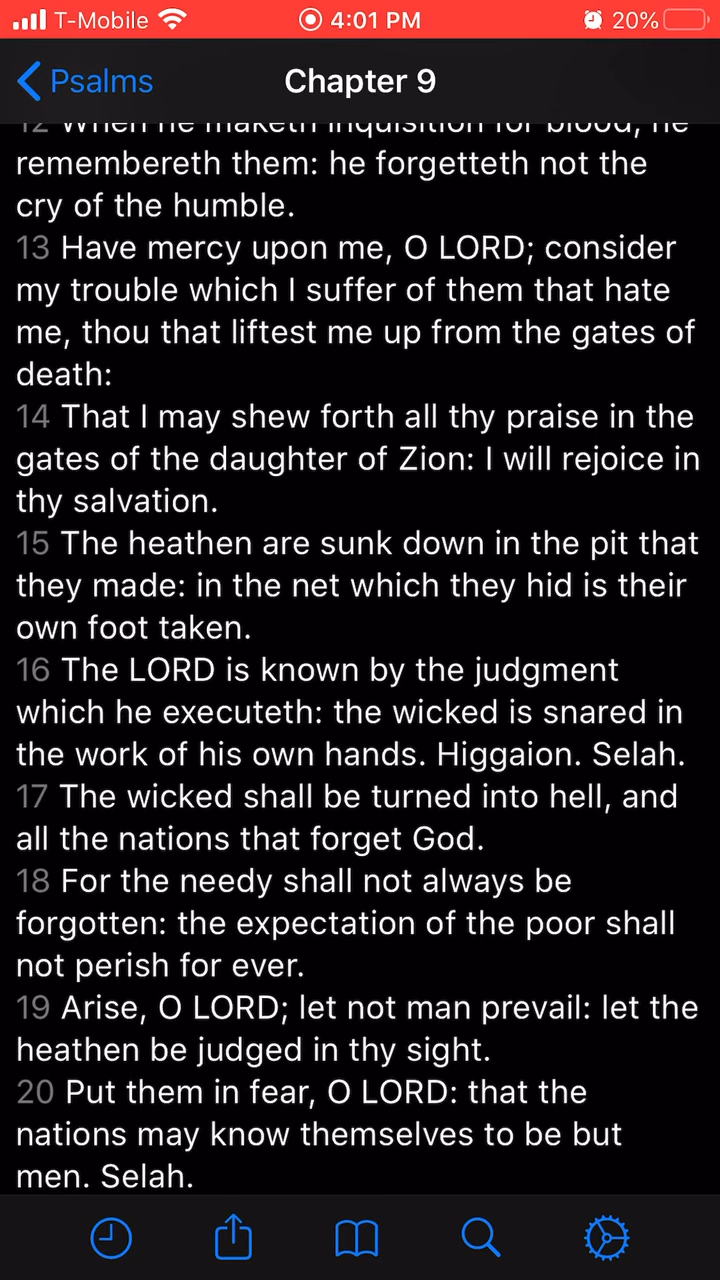 T-Mobile 4:01 PM 20%
Psalms Chapter 9
12 When he maketh inquisition for blood, he
remembereth them: he forgetteth not the
cry of the humble.
13 Have mercy upon me, O LORD; consider
my trouble which I suffer of them that hate
me, thou that liftest me up from the gates of
death:
14 That I may shew forth all thy praise in the
gates of the daughter of Zion: I will rejoice in
thy salvation.
15 The heathen are sunk down in the pit that
they made: in the net which they hid is their
own foot taken.
16 The LORD is known by the judgment
which he executeth: the wicked is snared in
the work of his own hands. Higgaion. Selah.
17 The wicked shall be turned into hell, and
all the nations that forget God.
18 For the needy shall not always be
forgotten: the expectation of the poor shall
not perish for ever.
19 Arise, O LORD; let not man prevail: let the
heathen be judged in thy sight.
20 Put them in fear, O LORD: that the
nations may know themselves to be but
men. Selah.